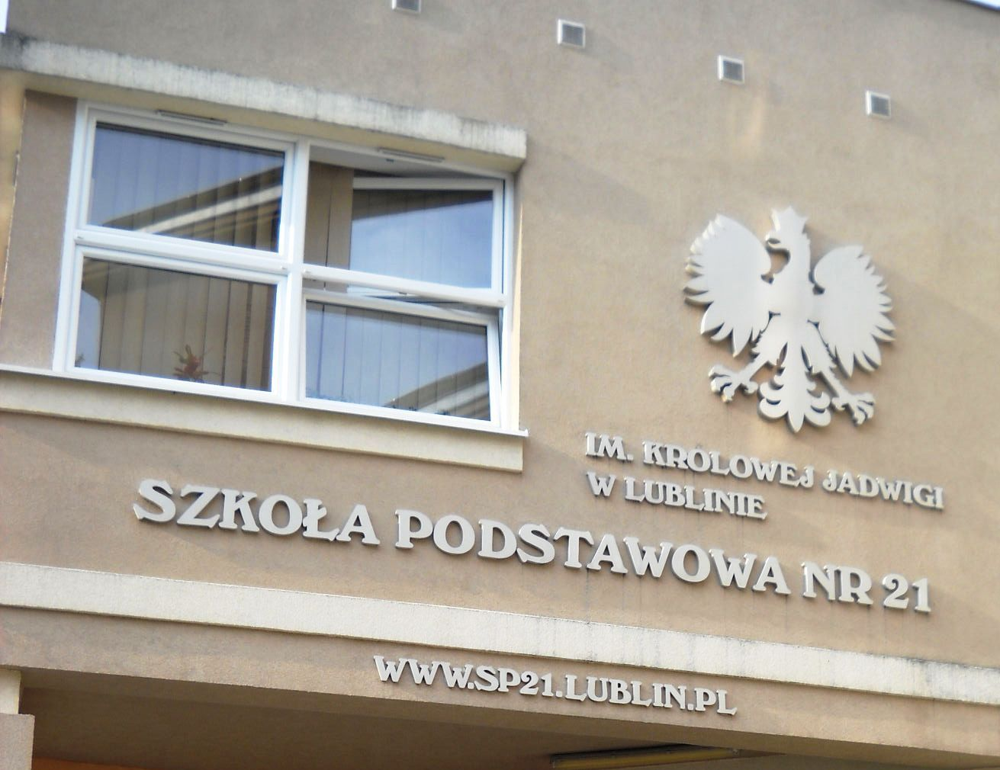 IM. KRÓLOWEJ JADWIGI
W LUBLINIE
SZKOŁA PODSTAWOWA NR 21
WWW.SP21.LUBLIN.PL